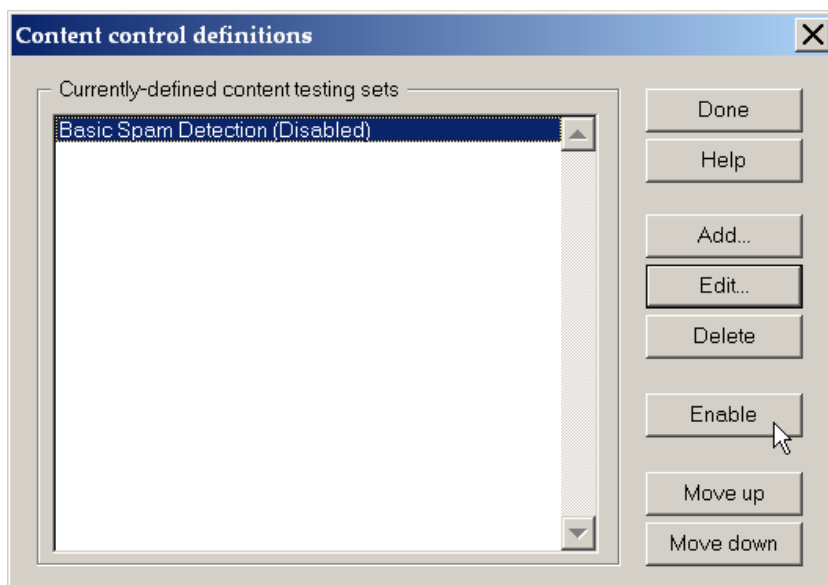 Content control definitions
Currently-defined content testing sets
Basic Spam Detection (Disabled)
Done
Help
Add...
Edit...
Delete
Enable
Move up
Move down